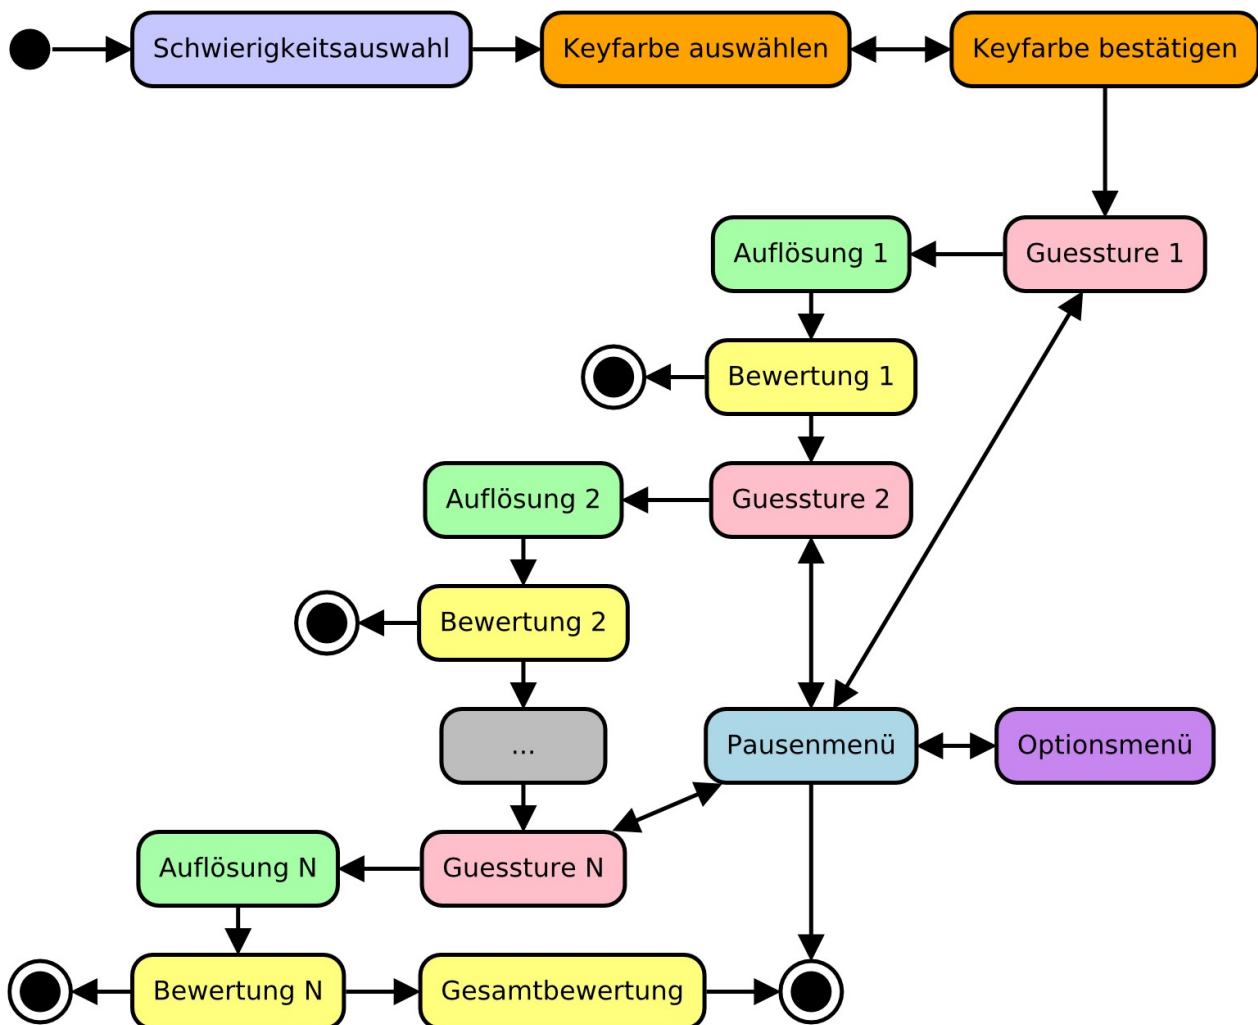 Schwierigkeitsauswahl
Keyfarbe auswählen
Keyfarbe bestätigen
Auflösung 1
Guessture 1
Bewertung 1
Auflösung 2
Guessture 2
Bewertung 2
...
Pausenmenü
Optionsmenü
Auflösung N
Guessture N
Bewertung N
Gesamtbewertung